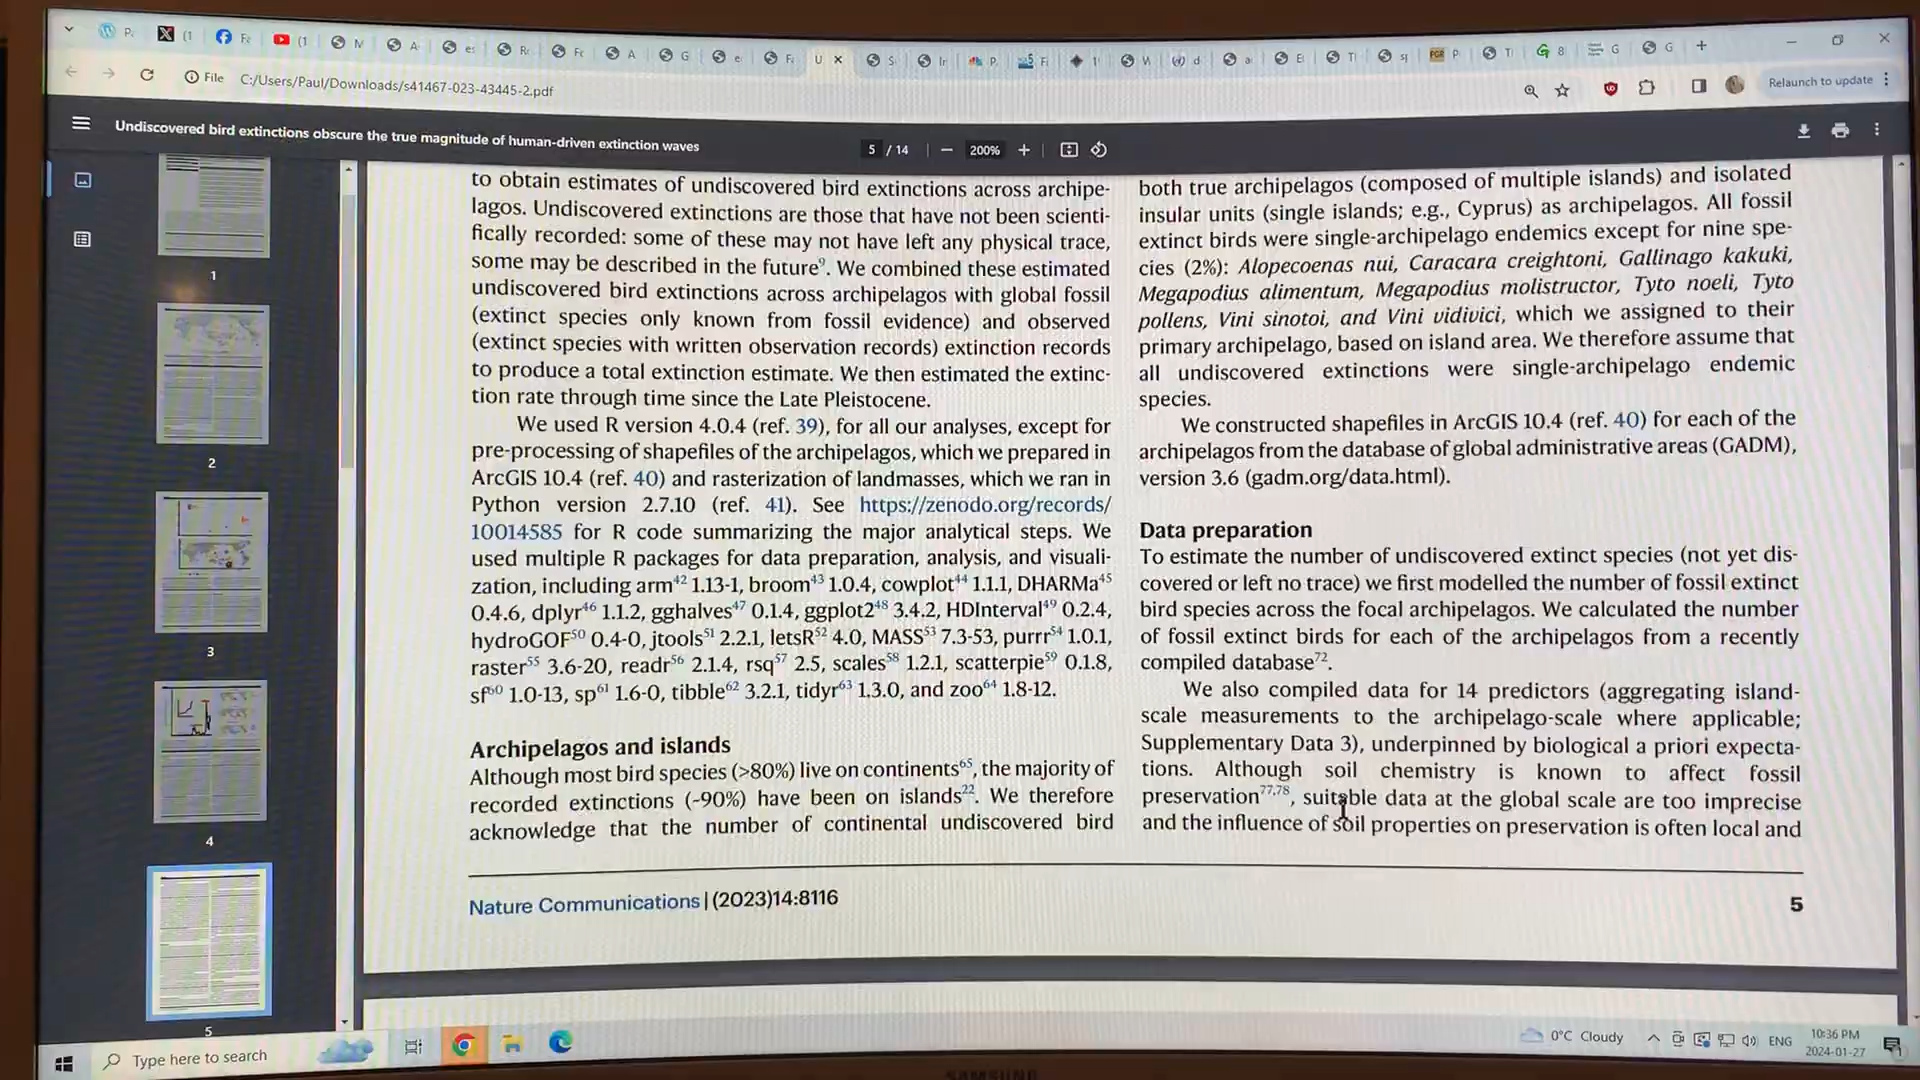 File
C:/Users/Paul/Downloads/s41467-023-43445-2.pdf
Relaunch to update
Undiscovered bird extinctions obscure the true magnitude of human-driven extinction waves
5 / 14
200%
1
2
3
4
5
to obtain estimates of undiscovered bird extinctions across archipe-
lagos. Undiscovered extinctions are those that have not been scienti-
fically recorded: some of these may not have left any physical trace,
some may be described in the future⁹. We combined these estimated
undiscovered bird extinctions across archipelagos with global fossil
(extinct species only known from fossil evidence) and observed
(extinct species with written observation records) extinction records
to produce a total extinction estimate. We then estimated the extinc-
tion rate through time since the Late Pleistocene.
We used R version 4.0.4 (ref. 39), for all our analyses, except for
pre-processing of shapefiles of the archipelagos, which we prepared in
ArcGIS 10.4 (ref. 40) and rasterization of landmasses, which we ran in
Python version 2.7.10 (ref. 41). See https://zenodo.org/records/
10014585 for R code summarizing the major analytical steps. We
used multiple R packages for data preparation, analysis, and visuali-
zation, including arm⁴² 1.13-1, broom⁴³ 1.0.4, cowplot⁴⁴ 1.1.1, DHARMa⁴⁵
0.4.6, dplyr⁴⁶ 1.1.2, gghalves⁴⁷ 0.1.4, ggplot2⁴⁸ 3.4.2, HDInterval⁴⁹ 0.2.4,
hydroGOF⁵⁰ 0.4-0, jtools⁵¹ 2.2.1, letsR⁵² 4.0, MASS⁵³ 7.3-53, purrr⁵⁴ 1.0.1,
raster⁵⁵ 3.6-20, readr⁵⁶ 2.1.4, rsq⁵⁷ 2.5, scales⁵⁸ 1.2.1, scatterpie⁵⁹ 0.1.8,
sf⁶⁰ 1.0-13, sp⁶¹ 1.6-0, tibble⁶² 3.2.1, tidyr⁶³ 1.3.0, and zoo⁶⁴ 1.8-12.
Archipelagos and islands
Although most bird species (>80%) live on continents⁶⁵, the majority of
recorded extinctions (~90%) have been on islands²². We therefore
acknowledge that the number of continental undiscovered bird
both true archipelagos (composed of multiple islands) and isolated
insular units (single islands; e.g., Cyprus) as archipelagos. All fossil
extinct birds were single-archipelago endemics except for nine spe-
cies (2%): Alopecoenas nui, Caracara creightoni, Gallinago kakuki,
Megapodius alimentum, Megapodius molistructor, Tyto noeli, Tyto
pollens, Vini sinotoi, and Vini vidivici, which we assigned to their
primary archipelago, based on island area. We therefore assume that
all undiscovered extinctions were single-archipelago endemic
species.
We constructed shapefiles in ArcGIS 10.4 (ref. 40) for each of the
archipelagos from the database of global administrative areas (GADM),
version 3.6 (gadm.org/data.html).
Data preparation
To estimate the number of undiscovered extinct species (not yet dis-
covered or left no trace) we first modelled the number of fossil extinct
bird species across the focal archipelagos. We calculated the number
of fossil extinct birds for each of the archipelagos from a recently
compiled database⁷².
We also compiled data for 14 predictors (aggregating island-
scale measurements to the archipelago-scale where applicable;
Supplementary Data 3), underpinned by biological a priori expecta-
tions. Although soil chemistry is known to affect fossil
preservation⁷⁷,⁷⁸, suitable data at the global scale are too imprecise
and the influence of soil properties on preservation is often local and
Nature Communications | (2023)14:8116
5
Type here to search
0°C Cloudy
ENG
10:36 PM
2024-01-27
SAMSUNG